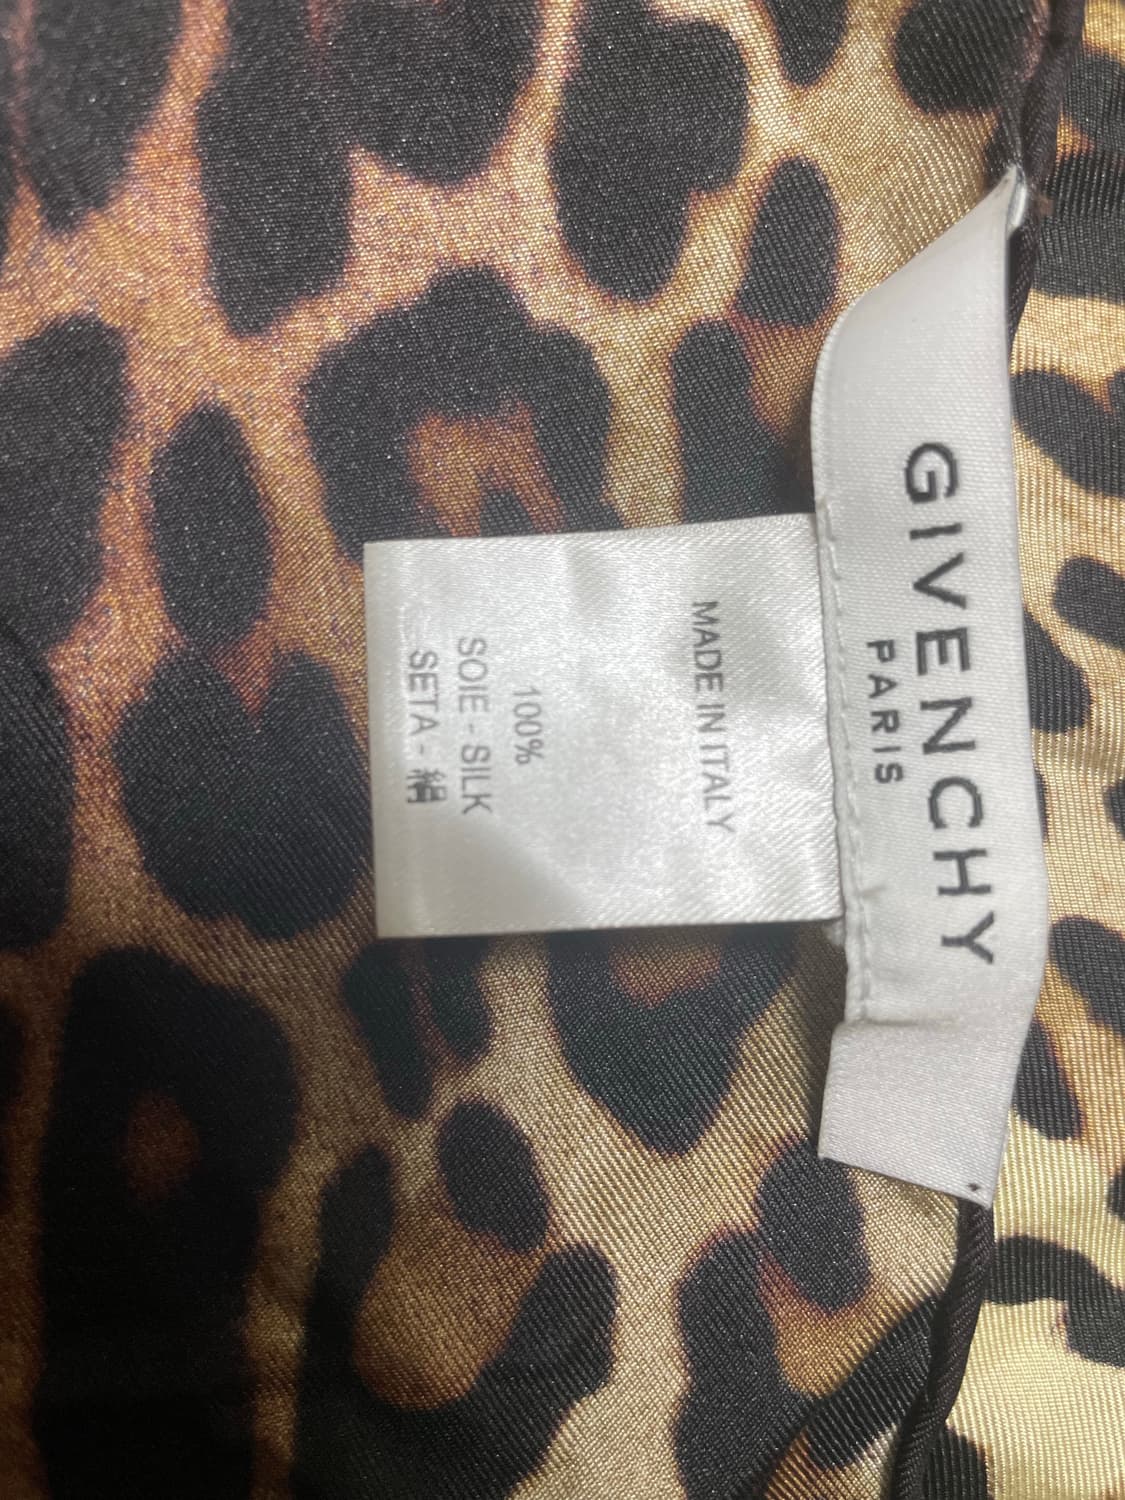 GIVENCHY
PARIS
MADE IN ITALY
100%
SOIE - SILK
SETA - 絹